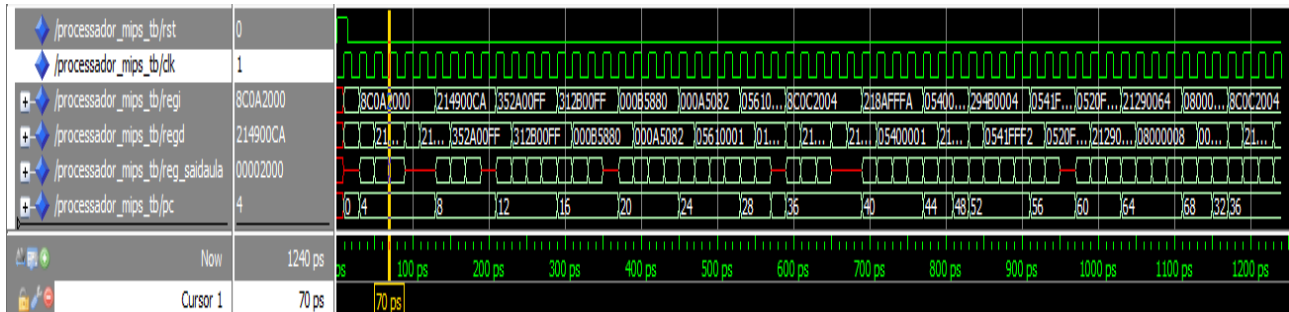 /processador_mips_tb/rst 0
/processador_mips_tb/clk 1
/processador_mips_tb/regi 8C0A2000 8C0A2000 214900CA 352A00FF 312B00FF 000B5880 000A5082 05610... 8C0C2004 218AFFFA 05400... 294B0004 0541F... 0520F... 21290064 08000... 8C0C2004
/processador_mips_tb/regd 214900CA 21... 21... 352A00FF 312B00FF 000B5880 000A5082 05610001 01... 21... 21... 05400001 21... 0541FFF2 0520F... 21290... 08000008 00... 21...
/processador_mips_tb/reg_saidaula 00002000
/processador_mips_tb/pc 4 0 4 8 12 16 20 24 28 36 40 44 48 52 56 60 64 68 32 36
Now 1240 ps ps 100 ps 200 ps 300 ps 400 ps 500 ps 600 ps 700 ps 800 ps 900 ps 1000 ps 1100 ps 1200 ps
Cursor 1 70 ps 70 ps